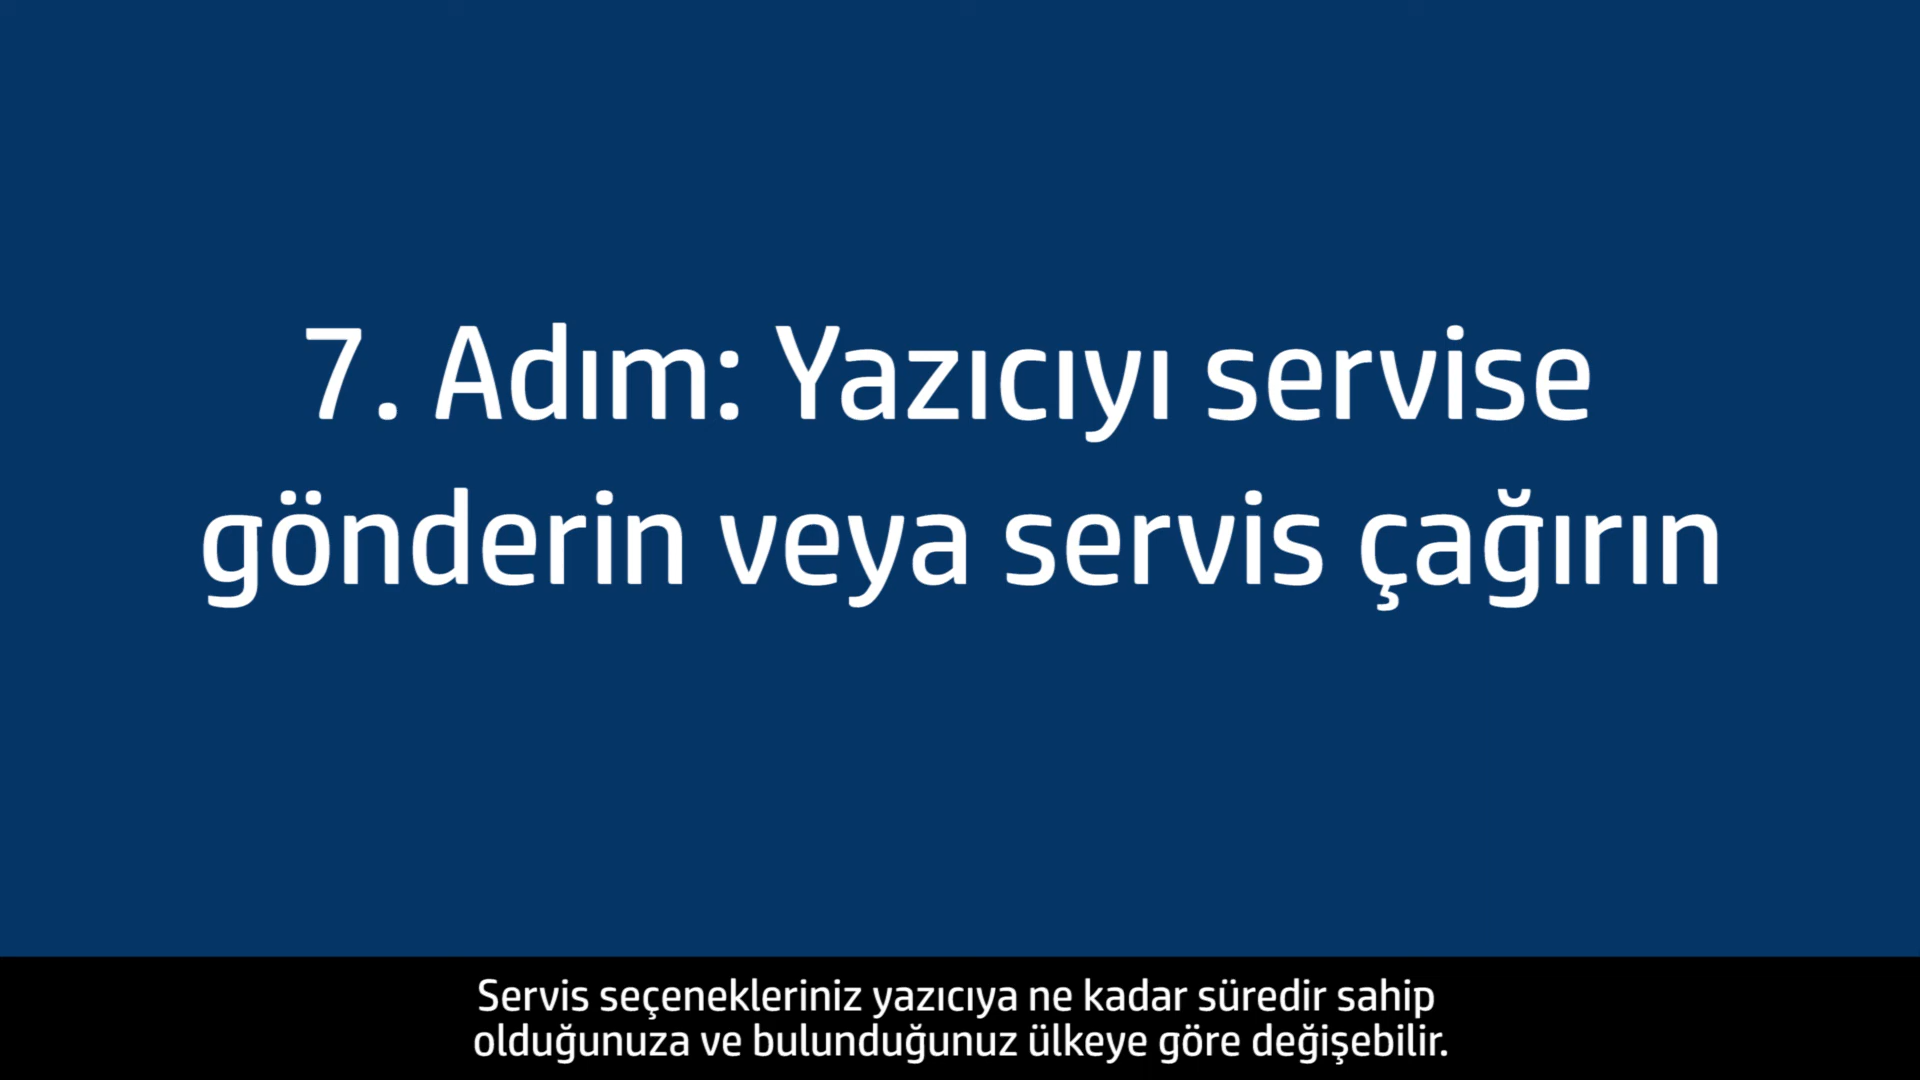 7. Adım: Yazıcıyı servise
gönderin veya servis çağırın
Servis seçenekleriniz yazıcıya ne kadar süredir sahip
olduğunuza ve bulunduğunuz ülkeye göre değişebilir.